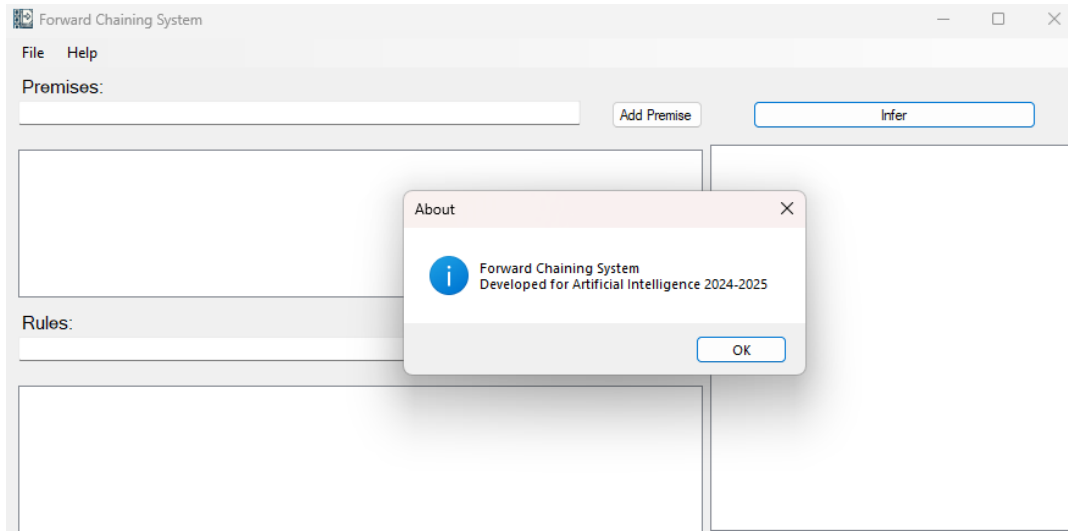 Forward Chaining System
File Help
Premises:
Add Premise
Infer
About
Forward Chaining System
Developed for Artificial Intelligence 2024-2025
OK
Rules: